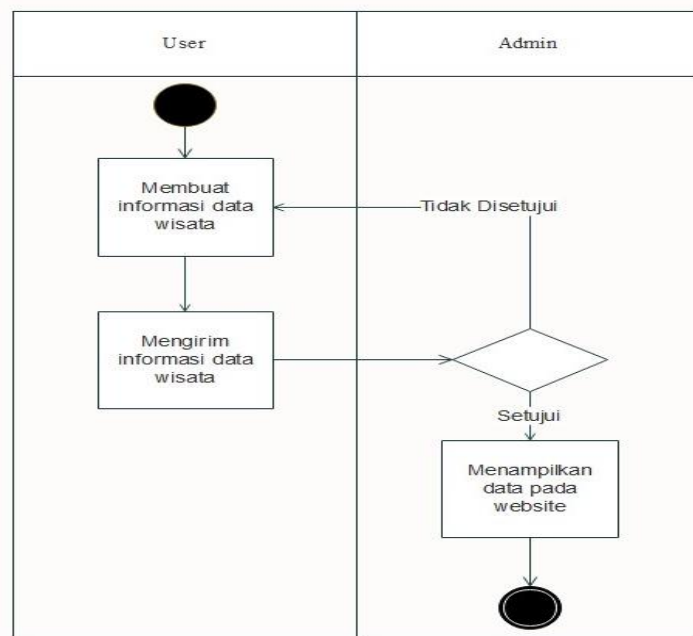 User
Admin
Membuat
informasi data
wisata
Tidak Disetujui
Mengirim
informasi data
wisata
Setujui
Menampilkan
data pada
website